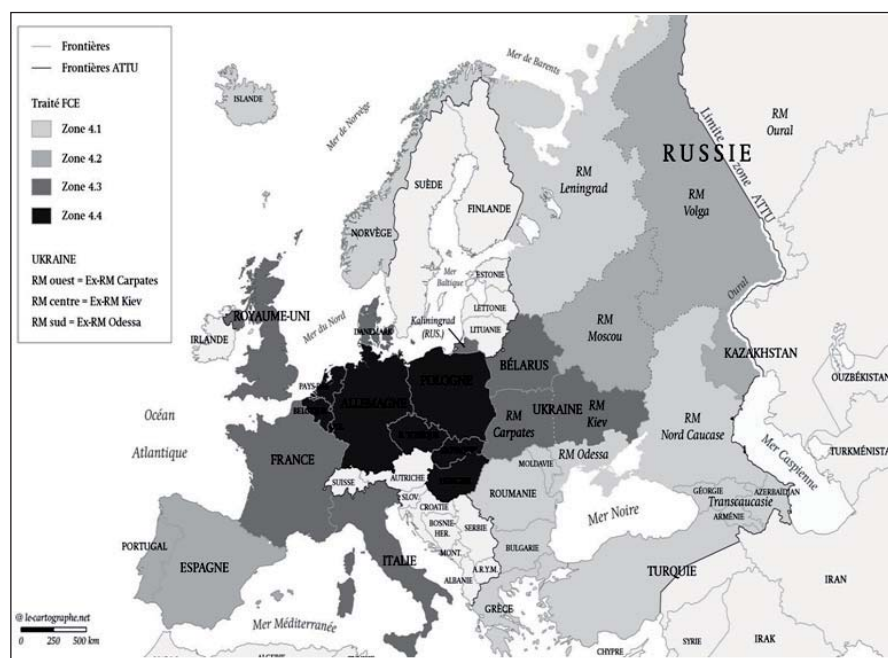 Frontières
Frontières ATTU
Traité FCE
Zone 4.1
Zone 4.2
Zone 4.3
Zone 4.4
UKRAINE
RM ouest = Ex-RM Carpates
RM centre = Ex-RM Kiev
RM sud = Ex-RM Odessa
ISLANDE
Mer de Norvège
Mer de Barents
SUÈDE
FINLANDE
NORVÈGE
RM
Leningrad
RUSSIE
RM
Oural
Limite zone ATTU
RM
Volga
Oural
ROYAUME-UNI
IRLANDE
Mer du Nord
DANEMARK
Mer
Baltique
ESTONIE
LETTONIE
LITUANIE
Kaliningrad
(RUS.)
RM
Moscou
BÉLARUS
KAZAKHSTAN
OUZBÉKISTAN
Océan
Atlantique
PAYS-BAS
BELGIQUE
ALLEMAGNE
POLOGNE
RM
Carpates
UKRAINE
RM
Kiev
RM
Nord Caucase
Mer Caspienne
TURKMÉNIST
FRANCE
SUISSE
AUTRICHE
MOLDAVIE
RM Odessa
ROUMANIE
SLOV.
CROATIE
BOSNIE-
HER.
SERBIE
MONT.
ALBANIE
A.R.Y.M.
BULGARIE
Mer Noire
GÉORGIE
AZERBAÏDJAN
Transcaucasie
ARMÉNIE
PORTUGAL
ESPAGNE
ITALIE
GRÈCE
TURQUIE
Mer Méditerranée
CHYPRE
SYRIE
IRAK
IRAN
@ le-cartographe.net
0 250 500 km